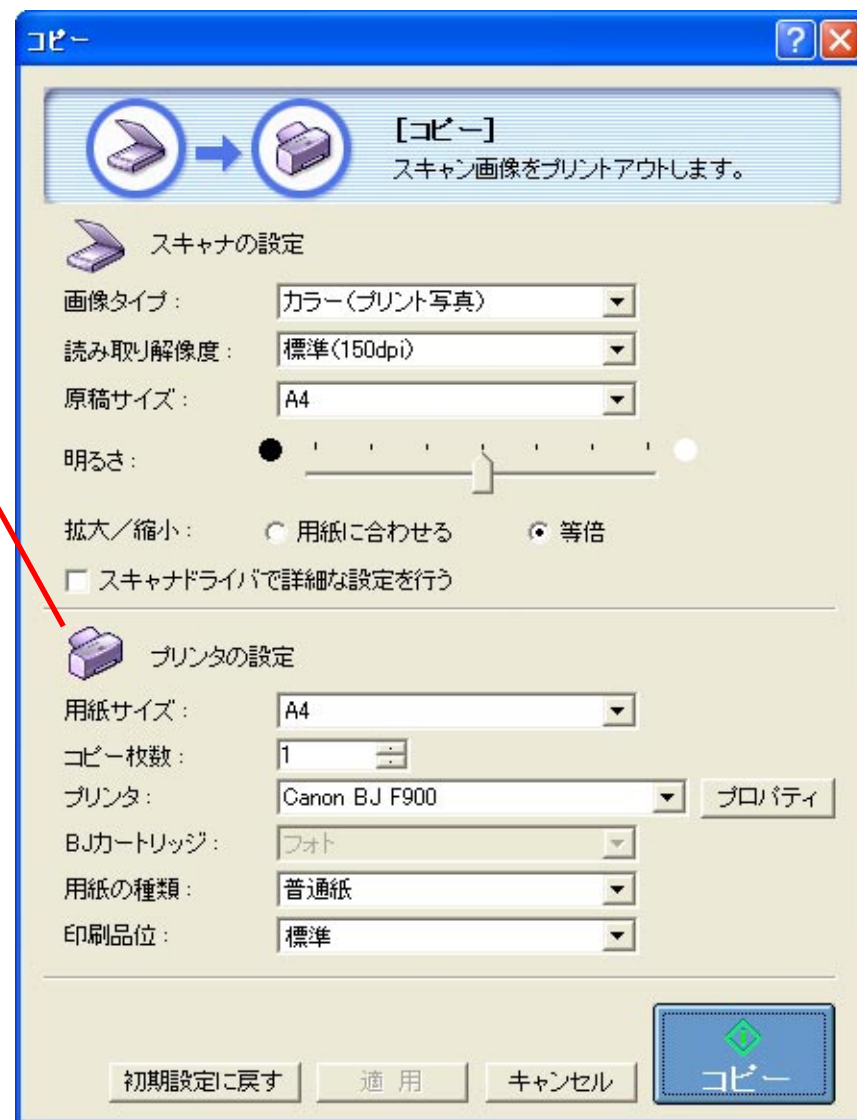 コピー
[コピー]
スキャン画像をプリントアウトします。
スキャナの設定
画像タイプ： カラー（プリント写真）
読み取り解像度： 標準(150dpi)
原稿サイズ： A4
明るさ：
拡大／縮小： 用紙に合わせる 等倍
スキャナドライバで詳細な設定を行う
プリンタの設定
用紙サイズ： A4
コピー枚数： 1
プリンタ： Canon BJ F900 プロパティ
BJカートリッジ： フォト
用紙の種類： 普通紙
印刷品位： 標準
初期設定に戻す 適 用 キャンセル コピー